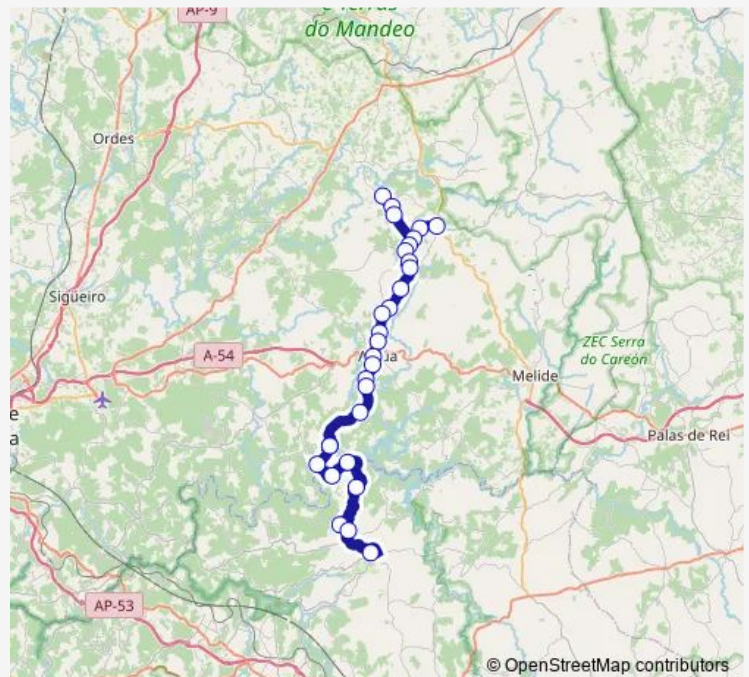 AP-9
do Mandeo
Ordes
Sigüeiro
A-54
ZEC Serra
do Careón
Melide
Palas de Rei
AP-53
© OpenStreetMap contributors